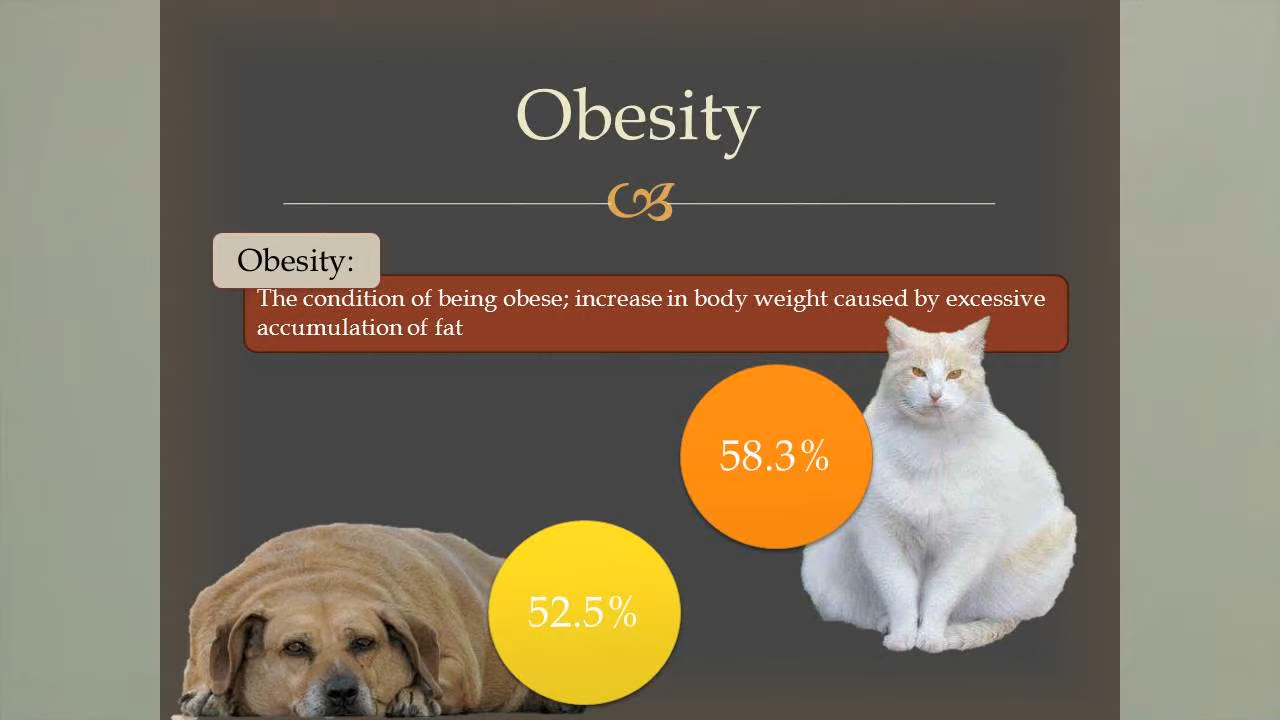 Obesity
Obesity:
The condition of being obese; increase in body weight caused by excessive
accumulation of fat
58.3%
52.5%